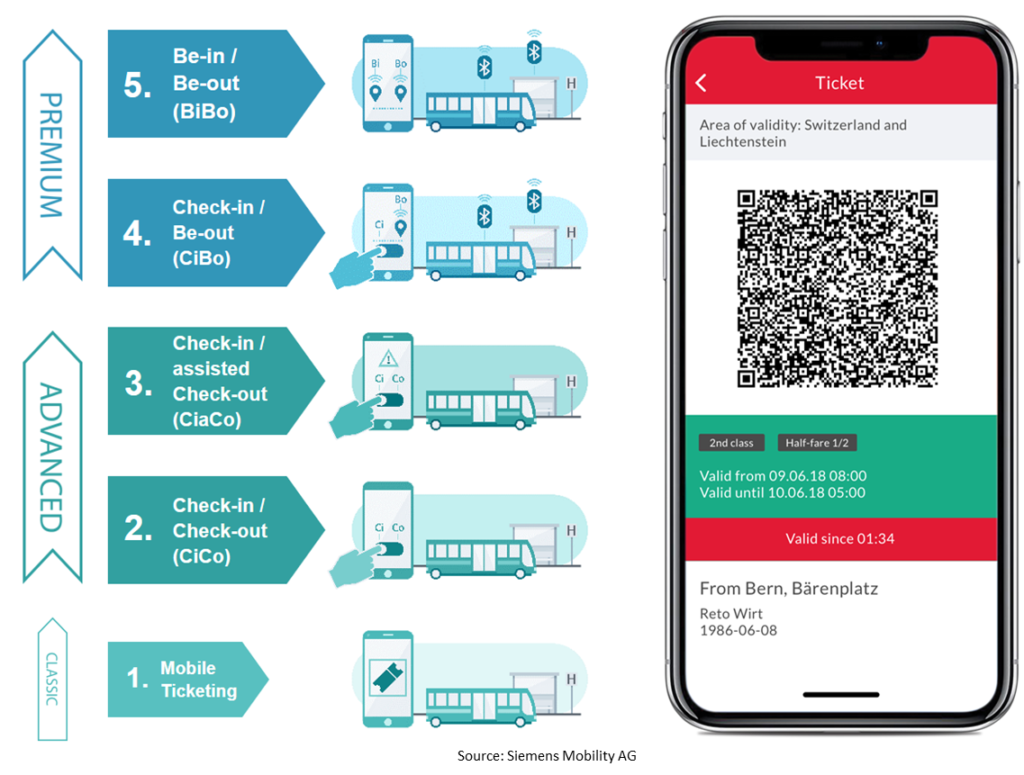 PREMIUM
5.
Be-in /
Be-out
(BiBo)
Bi
Bo
H
4.
Check-in /
Be-out
(CiBo)
Bo
Ci
H
ADVANCED
3.
Check-in /
assisted
Check-out
(CiaCo)
Ci Co
H
2.
Check-in /
Check-out
(CiCo)
Ci Co
H
CLASSIC
1.
Mobile
Ticketing
H
Source: Siemens Mobility AG
Ticket
Area of validity: Switzerland and
Liechtenstein
2nd class
Half-fare 1/2
Valid from 09.06.18 08:00
Valid until 10.06.18 05:00
Valid since 01:34
From Bern, Bärenplatz
Reto Wirt
1986-06-08